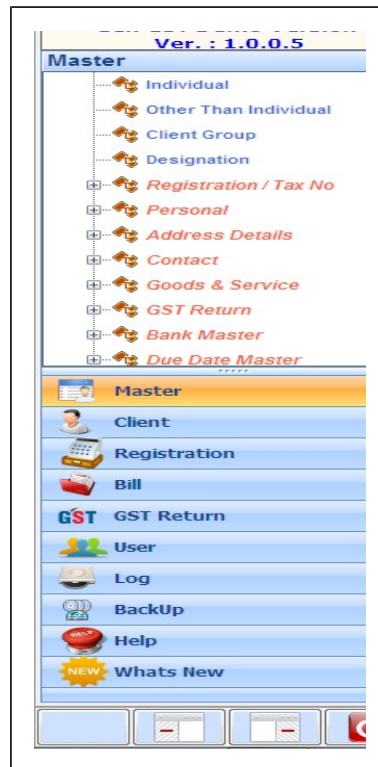 Ver. : 1.0.0.5
Master
Individual
Other Than Individual
Client Group
Designation
Registration / Tax No
Personal
Address Details
Contact
Goods & Service
GST Return
Bank Master
Due Date Master
Master
Client
Registration
Bill
GST GST Return
User
Log
BackUp
HELP Help
NEW Whats New